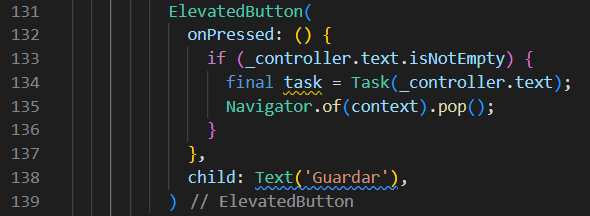 131 ElevatedButton(
132 onPressed: () {
133 if (_controller.text.isNotEmpty) {
134 final task = Task(_controller.text);
135 Navigator.of(context).pop();
136 }
137 },
138 child: Text('Guardar'),
139 ) // ElevatedButton